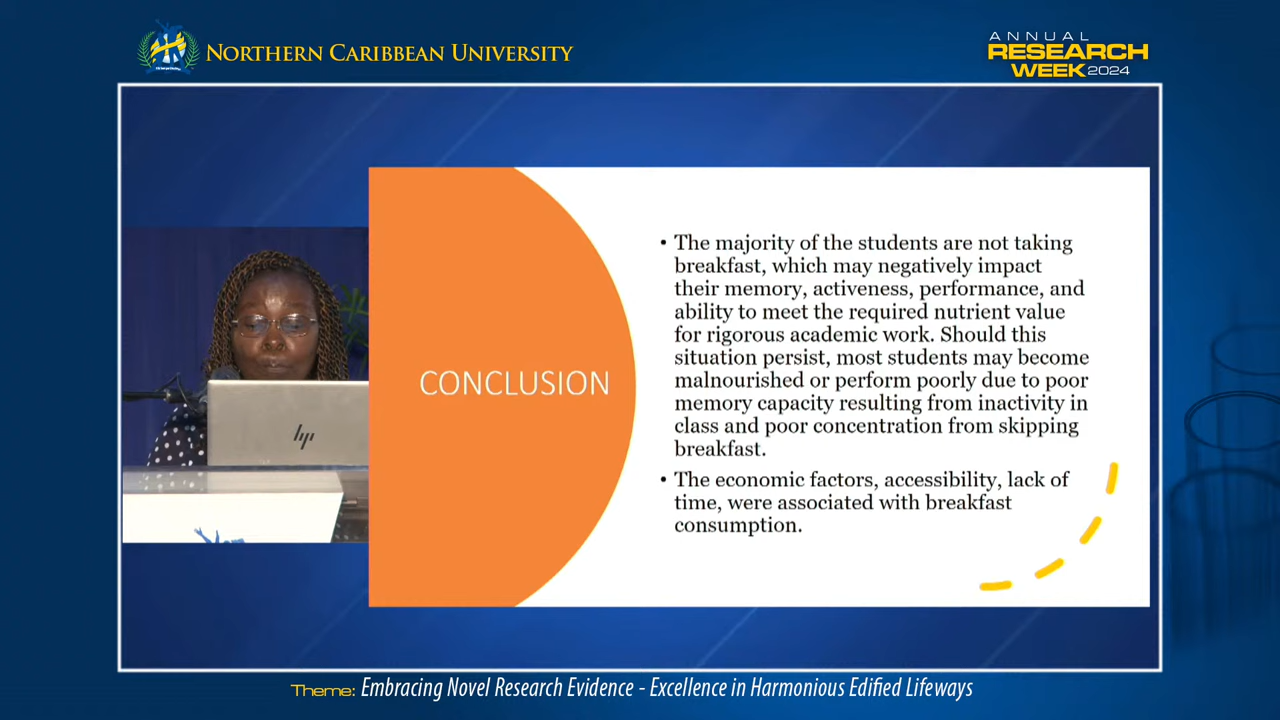 NORTHERN CARIBBEAN UNIVERSITY
ANNUAL
RESEARCH
WEEK 2024
CONCLUSION
• The majority of the students are not taking
breakfast, which may negatively impact
their memory, activeness, performance, and
ability to meet the required nutrient value
for rigorous academic work. Should this
situation persist, most students may become
malnourished or perform poorly due to poor
memory capacity resulting from inactivity in
class and poor concentration from skipping
breakfast.
• The economic factors, accessibility, lack of
time, were associated with breakfast
consumption.
hp
Theme: Embracing Novel Research Evidence - Excellence in Harmonious Edified Lifeways